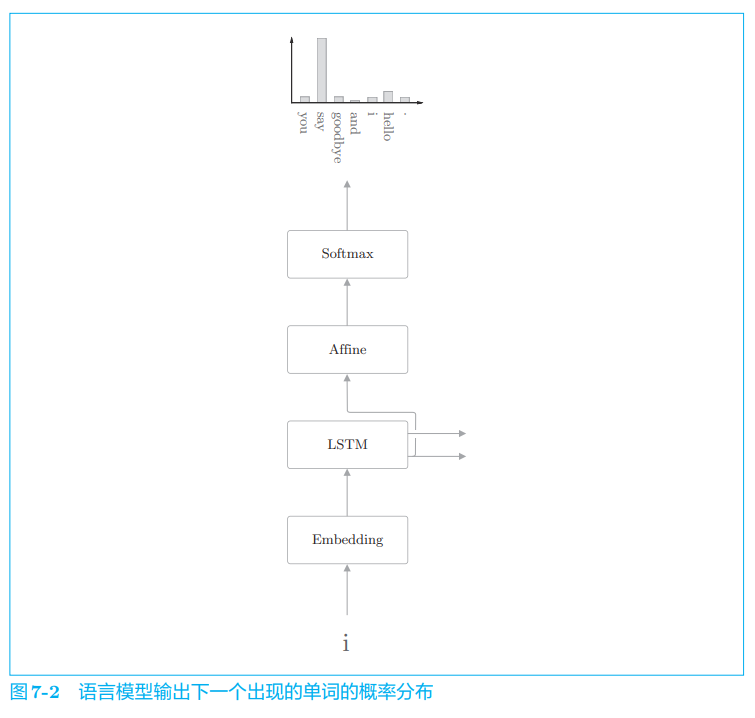 you
say
goodbye
and
i
hello
.
Softmax
Affine
LSTM
Embedding
i
图 7-2 语言模型输出下一个出现的单词的概率分布